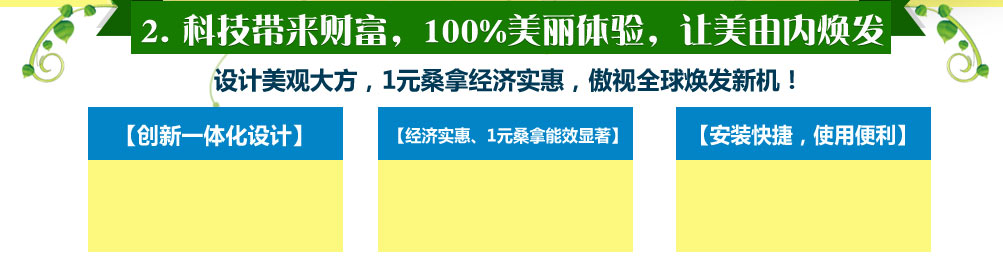 2. 科技带来财富，100%美丽体验，让美由内焕发
设计美观大方，1元桑拿经济实惠，傲视全球焕发新机！
【创新一体化设计】
【经济实惠、1元桑拿能效显著】
【安装快捷，使用便利】